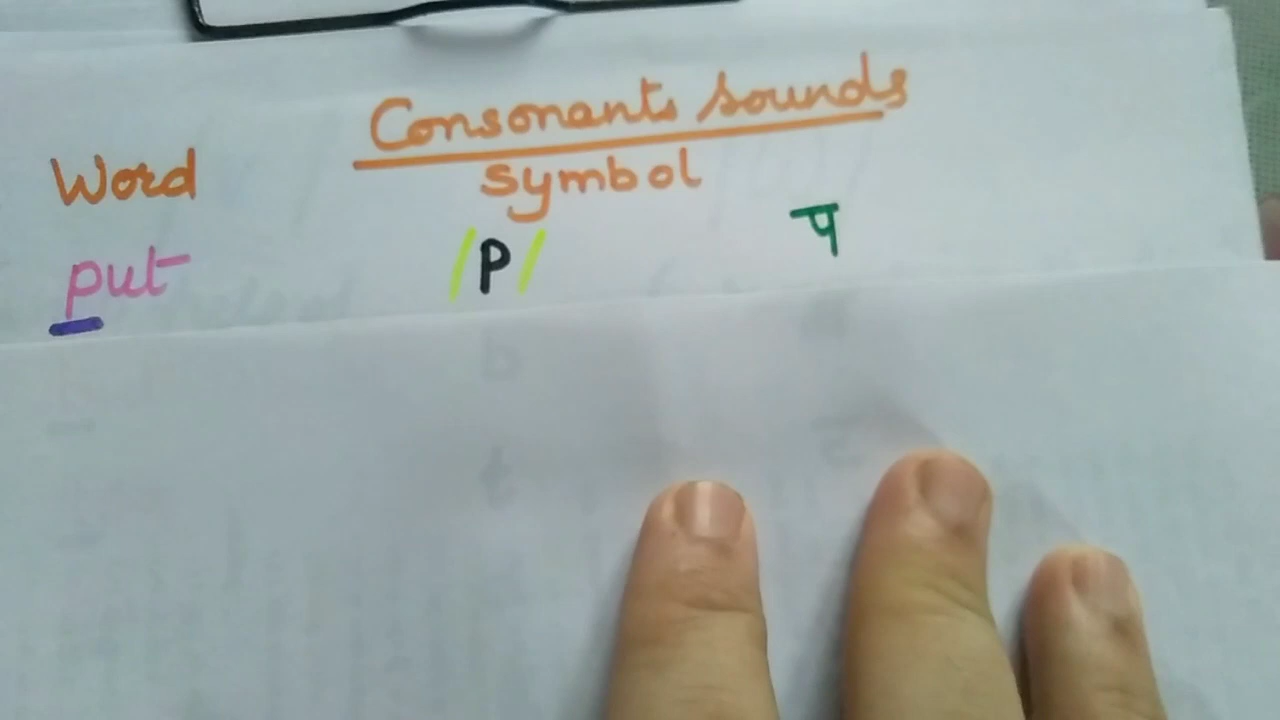 Consonants sounds
Word symbol
put /p/ प
b
t